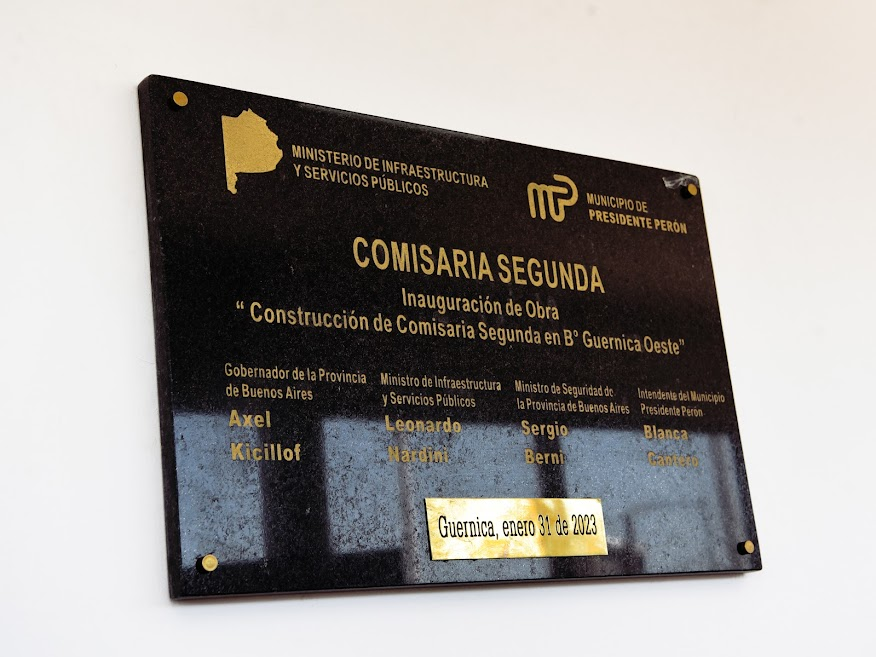 MINISTERIO DE INFRAESTRUCTURA
Y SERVICIOS PÚBLICOS
MUNICIPIO DE
PRESIDENTE PERÓN
COMISARIA SEGUNDA
Inauguración de Obra
“ Construcción de Comisaria Segunda en Bº Guernica Oeste”
Gobernador de la Provincia
de Buenos Aires
Axel
Kicillof
Ministro de Infraestructura
y Servicios Públicos
Leonardo
Nardini
Ministro de Seguridad de
la Provincia de Buenos Aires
Sergio
Berni
Intendente del Municipio
Presidente Perón
Blanca
Cantero
Guernica, enero 31 de 2023